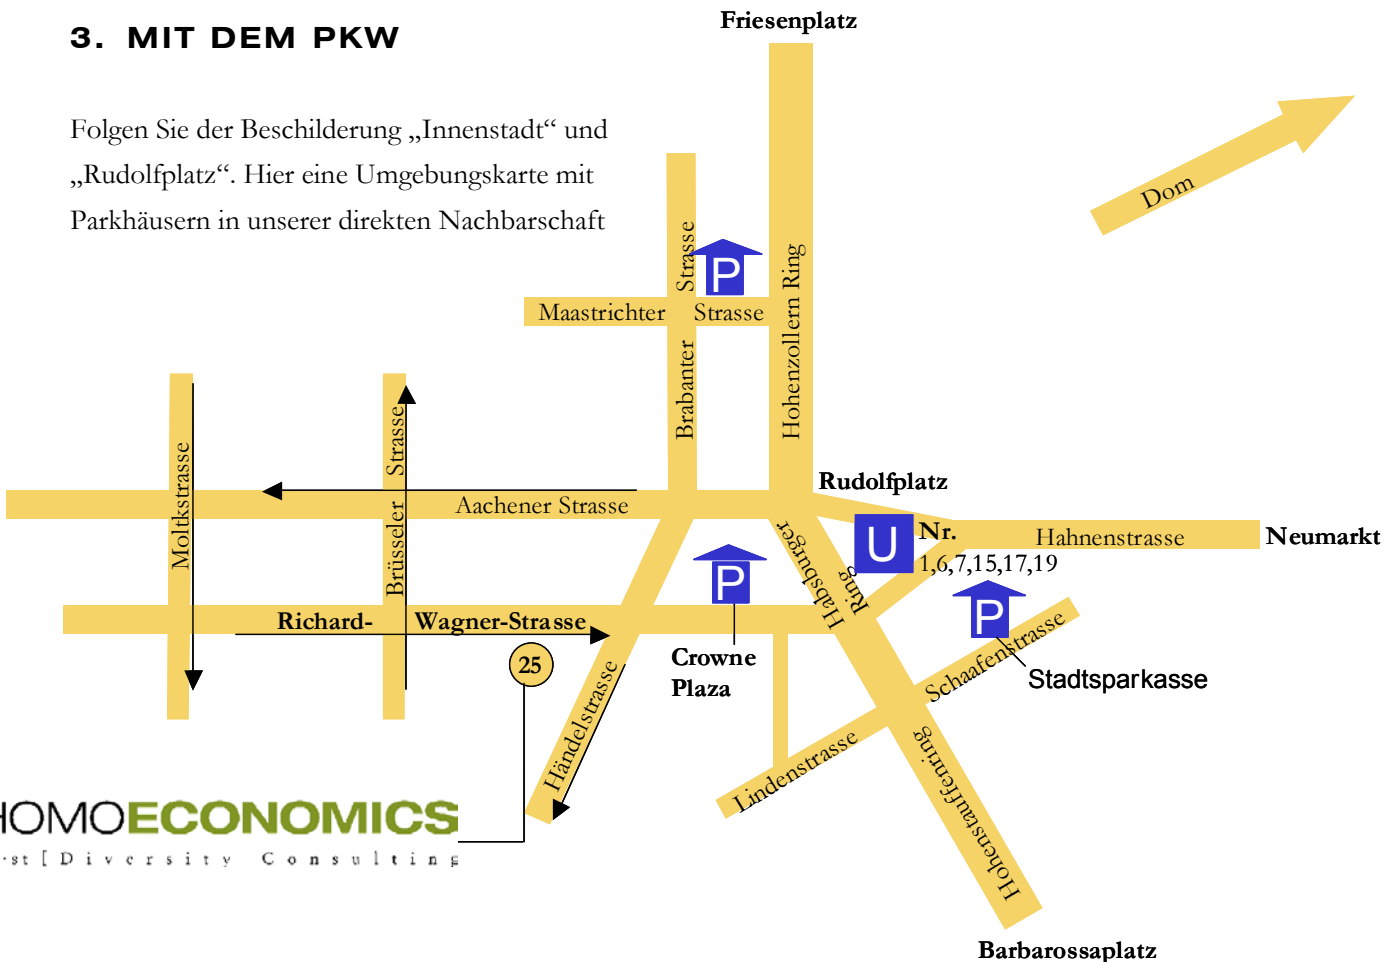 3. MIT DEM PKW
Folgen Sie der Beschilderung „Innenstadt“ und
„Rudolfplatz“. Hier eine Umgebungskarte mit
Parkhäusern in unserer direkten Nachbarschaft
Friesenplatz
Dom
Brabanter Strasse
P
Hohenzollern Ring
Maastrichter Strasse
Moltkstrasse
Brüsseler Strasse
Aachener Strasse
Rudolfplatz
U
Nr.
1,6,7,15,17,19
Hahnenstrasse
Neumarkt
Habsburger
Ring
P
Crowne
Plaza
P
Stadtsparkasse
Richard- Wagner-Strasse
25
Händelstrasse
Schaafenstrasse
Lindenstrasse
Hohenstauffenring
Barbarossaplatz
HOMOECONOMICS
st[Diversity Consulting